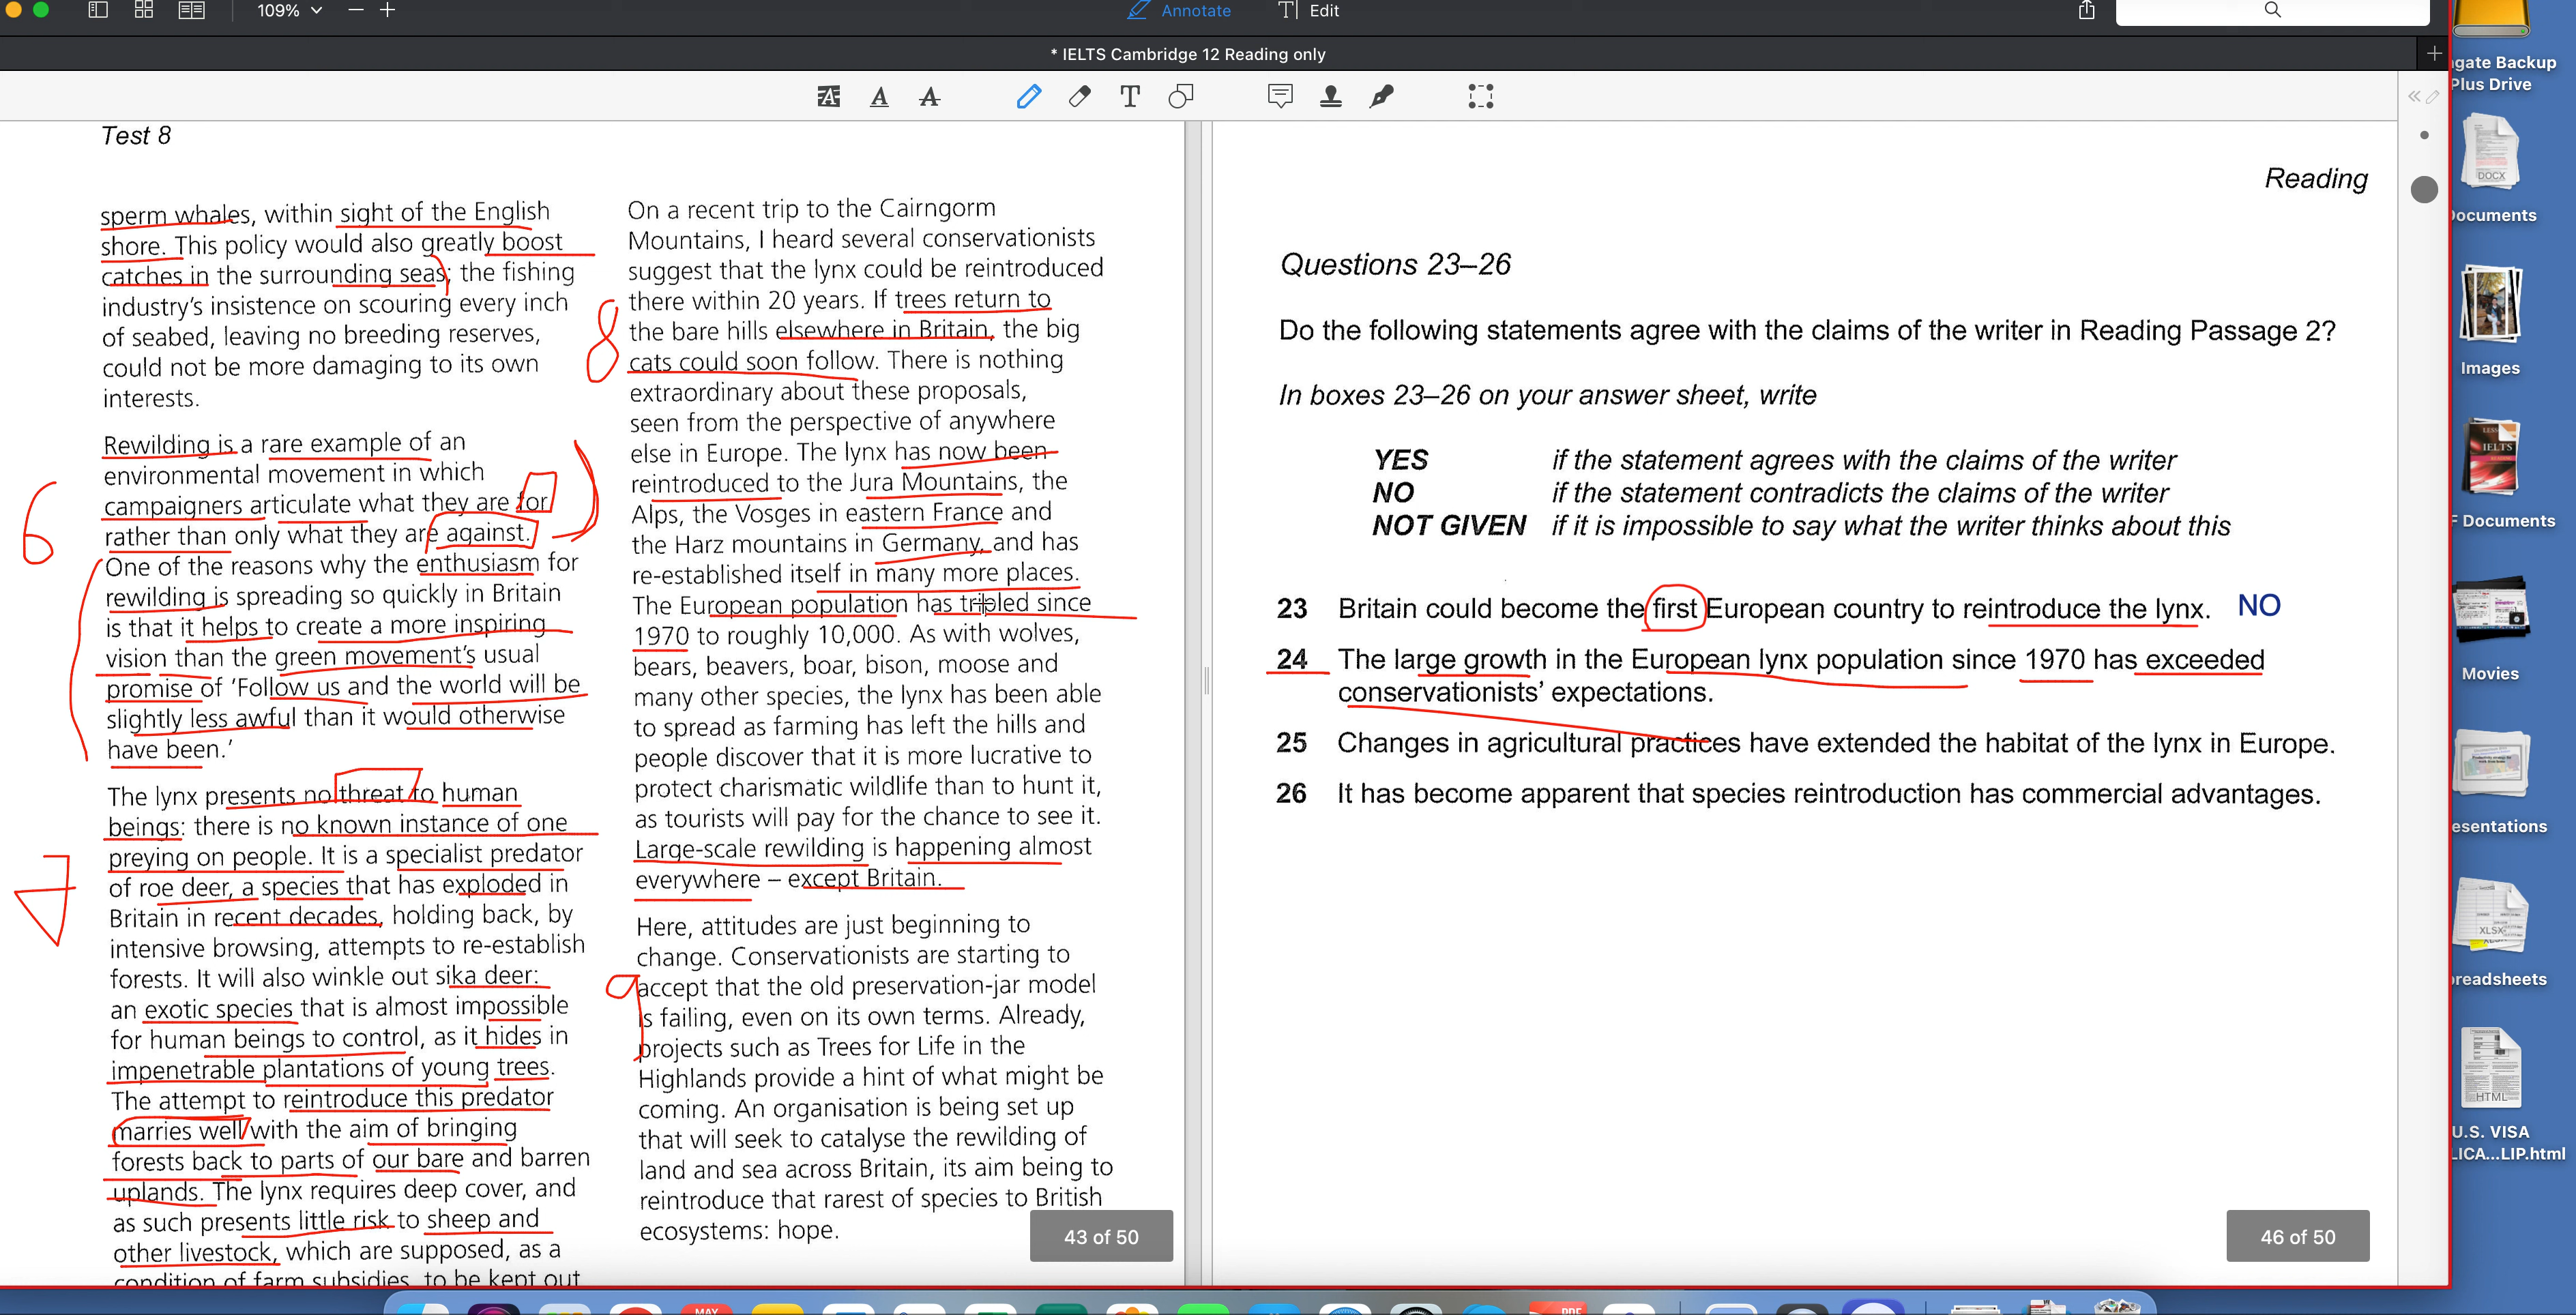 109%
Annotate
Edit
* IELTS Cambridge 12 Reading only
Test 8
sperm whales, within sight of the English
shore. This policy would also greatly boost
catches in the surrounding seas; the fishing
industry's insistence on scouring every inch
of seabed, leaving no breeding reserves,
could not be more damaging to its own
interests.
6
Rewilding is a rare example of an
environmental movement in which
campaigners articulate what they are for
rather than only what they are against.
One of the reasons why the enthusiasm for
rewilding is spreading so quickly in Britain
is that it helps to create a more inspiring
vision than the green movement's usual
promise of 'Follow us and the world will be
slightly less awful than it would otherwise
have been.'
7
The lynx presents no threat to human
beings: there is no known instance of one
preying on people. It is a specialist predator
of roe deer, a species that has exploded in
Britain in recent decades, holding back, by
intensive browsing, attempts to re-establish
forests. It will also winkle out sika deer:
an exotic species that is almost impossible
for human beings to control, as it hides in
impenetrable plantations of young trees.
The attempt to reintroduce this predator
marries well with the aim of bringing
forests back to parts of our bare and barren
uplands. The lynx requires deep cover, and
as such presents little risk to sheep and
other livestock, which are supposed, as a
condition of farm subsidies, to be kept out
8
On a recent trip to the Cairngorm
Mountains, I heard several conservationists
suggest that the lynx could be reintroduced
there within 20 years. If trees return to
the bare hills elsewhere in Britain, the big
cats could soon follow. There is nothing
extraordinary about these proposals,
seen from the perspective of anywhere
else in Europe. The lynx has now been
reintroduced to the Jura Mountains, the
Alps, the Vosges in eastern France and
the Harz mountains in Germany, and has
re-established itself in many more places.
The European population has tripled since
1970 to roughly 10,000. As with wolves,
bears, beavers, boar, bison, moose and
many other species, the lynx has been able
to spread as farming has left the hills and
people discover that it is more lucrative to
protect charismatic wildlife than to hunt it,
as tourists will pay for the chance to see it.
Large-scale rewilding is happening almost
everywhere – except Britain.
9
Here, attitudes are just beginning to
change. Conservationists are starting to
accept that the old preservation-jar model
is failing, even on its own terms. Already,
projects such as Trees for Life in the
Highlands provide a hint of what might be
coming. An organisation is being set up
that will seek to catalyse the rewilding of
land and sea across Britain, its aim being to
reintroduce that rarest of species to British
ecosystems: hope.
43 of 50
Reading
Questions 23–26
Do the following statements agree with the claims of the writer in Reading Passage 2?
In boxes 23–26 on your answer sheet, write
YES if the statement agrees with the claims of the writer
NO if the statement contradicts the claims of the writer
NOT GIVEN if it is impossible to say what the writer thinks about this
23 Britain could become the first European country to reintroduce the lynx. NO
24 The large growth in the European lynx population since 1970 has exceeded
conservationists' expectations.
25 Changes in agricultural practices have extended the habitat of the lynx in Europe.
26 It has become apparent that species reintroduction has commercial advantages.
46 of 50
gate Backup
Plus Drive
DOCX
ocuments
Images
IELTS
F Documents
Movies
esentations
XLSX
readsheets
HTML
U.S. VISA
LICA...LIP.html
MAY
PDF